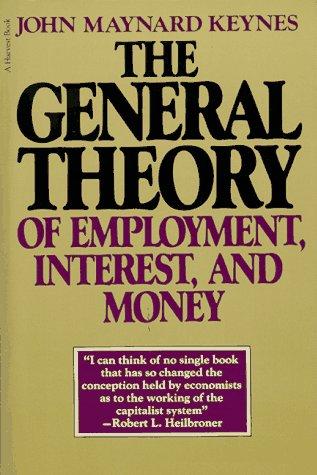 A Harvest Book
JOHN MAYNARD KEYNES
THE
GENERAL
THEORY
OF EMPLOYMENT,
INTEREST, AND
MONEY
"I can think of no single book
that has so changed the
conception held by economists
as to the working of the
capitalist system"
—Robert L. Heilbroner